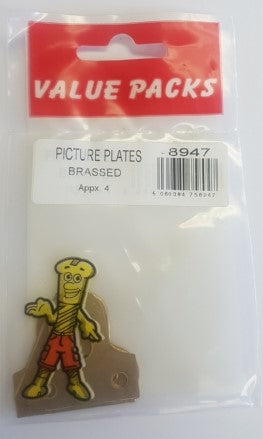 VALUE PACKS
PICTURE PLATES
BRASSED
Appx. 4
8947